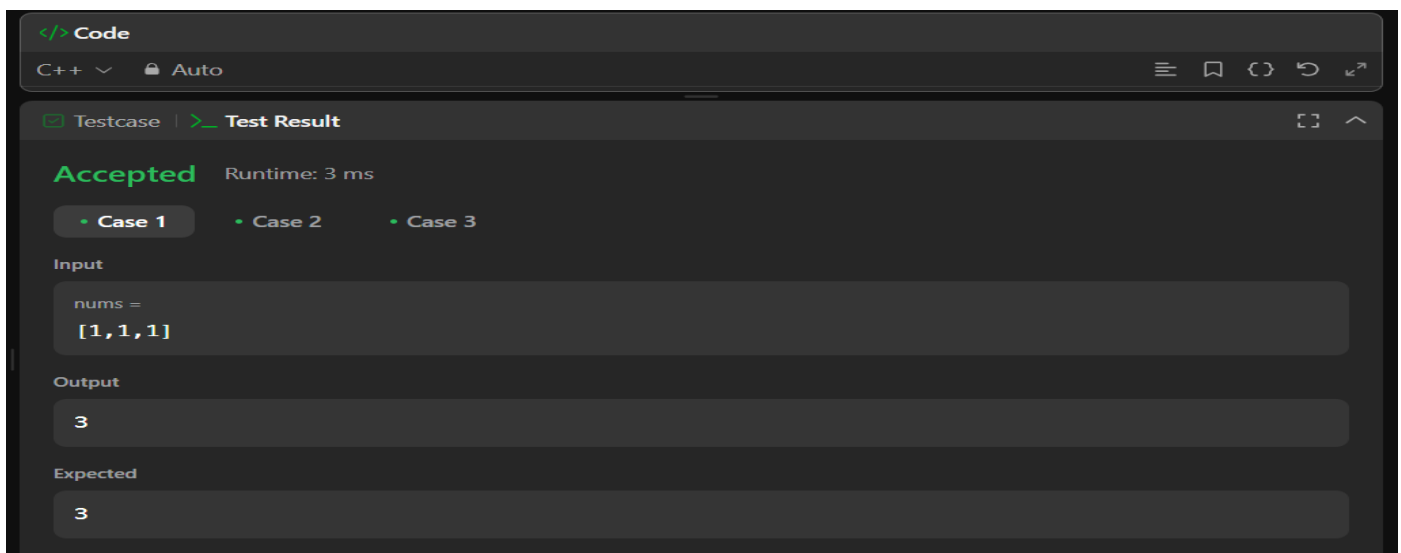 </> Code
C++ Auto
Testcase | >_ Test Result
Accepted Runtime: 3 ms
• Case 1 • Case 2 • Case 3
Input
nums =
[1,1,1]
Output
3
Expected
3